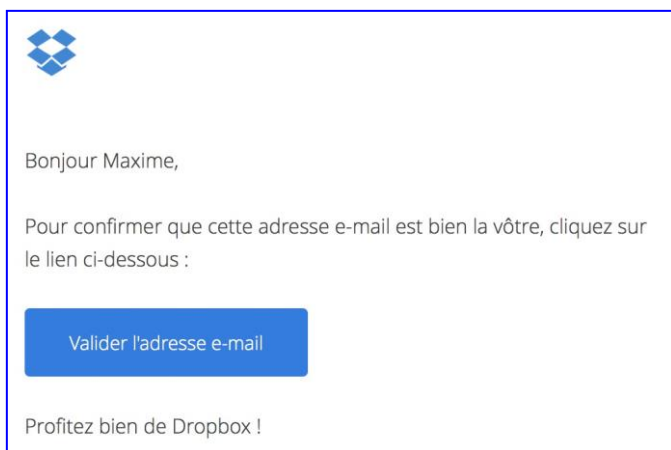 Bonjour Maxime,
Pour confirmer que cette adresse e-mail est bien la vôtre, cliquez sur
le lien ci-dessous :
Valider l'adresse e-mail
Profitez bien de Dropbox !